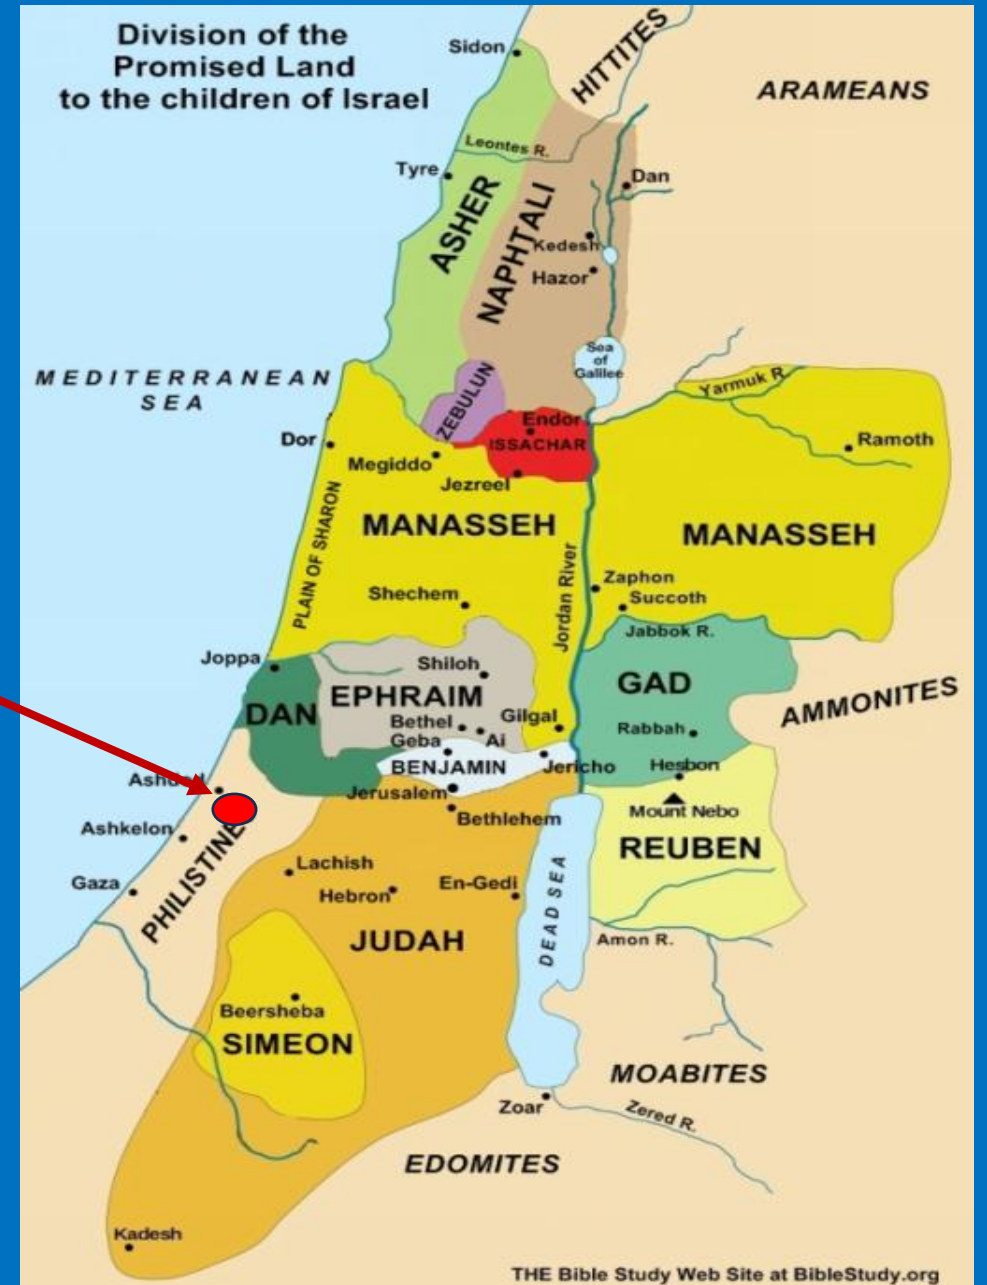 Division of the
Promised Land
to the children of Israel
Sidon
HITTITES
ARAMEANS
Leontes R.
Tyre
Dan
ASHER
NAPHTALI
Kedesh
Hazor
MEDITERRANEAN
SEA
Sea
of
Galilee
ZEBULUN
Yarmuk R
Endor
ISSACHAR
Dor
Ramoth
Megiddo
Jezreel
PLAIN OF SHARON
MANASSEH
MANASSEH
Jordan River
Zaphon
Shechem
Succoth
Jabbok R.
Joppa
Shiloh
EPHRAIM
GAD
DAN
AMMONITES
Bethel
Gilgal
Rabbah
Geba
Ai
BENJAMIN
Jericho
Hesbon
Ashdod
Jerusalem
Mount Nebo
Bethlehem
Ashkelon
PHILISTINE
REUBEN
Lachish
Gaza
Hebron
En-Gedi
DEAD SEA
JUDAH
Arnon R.
Beersheba
SIMEON
MOABITES
Zoar
Zered R.
EDOMITES
Kadesh
THE Bible Study Web Site at BibleStudy.org